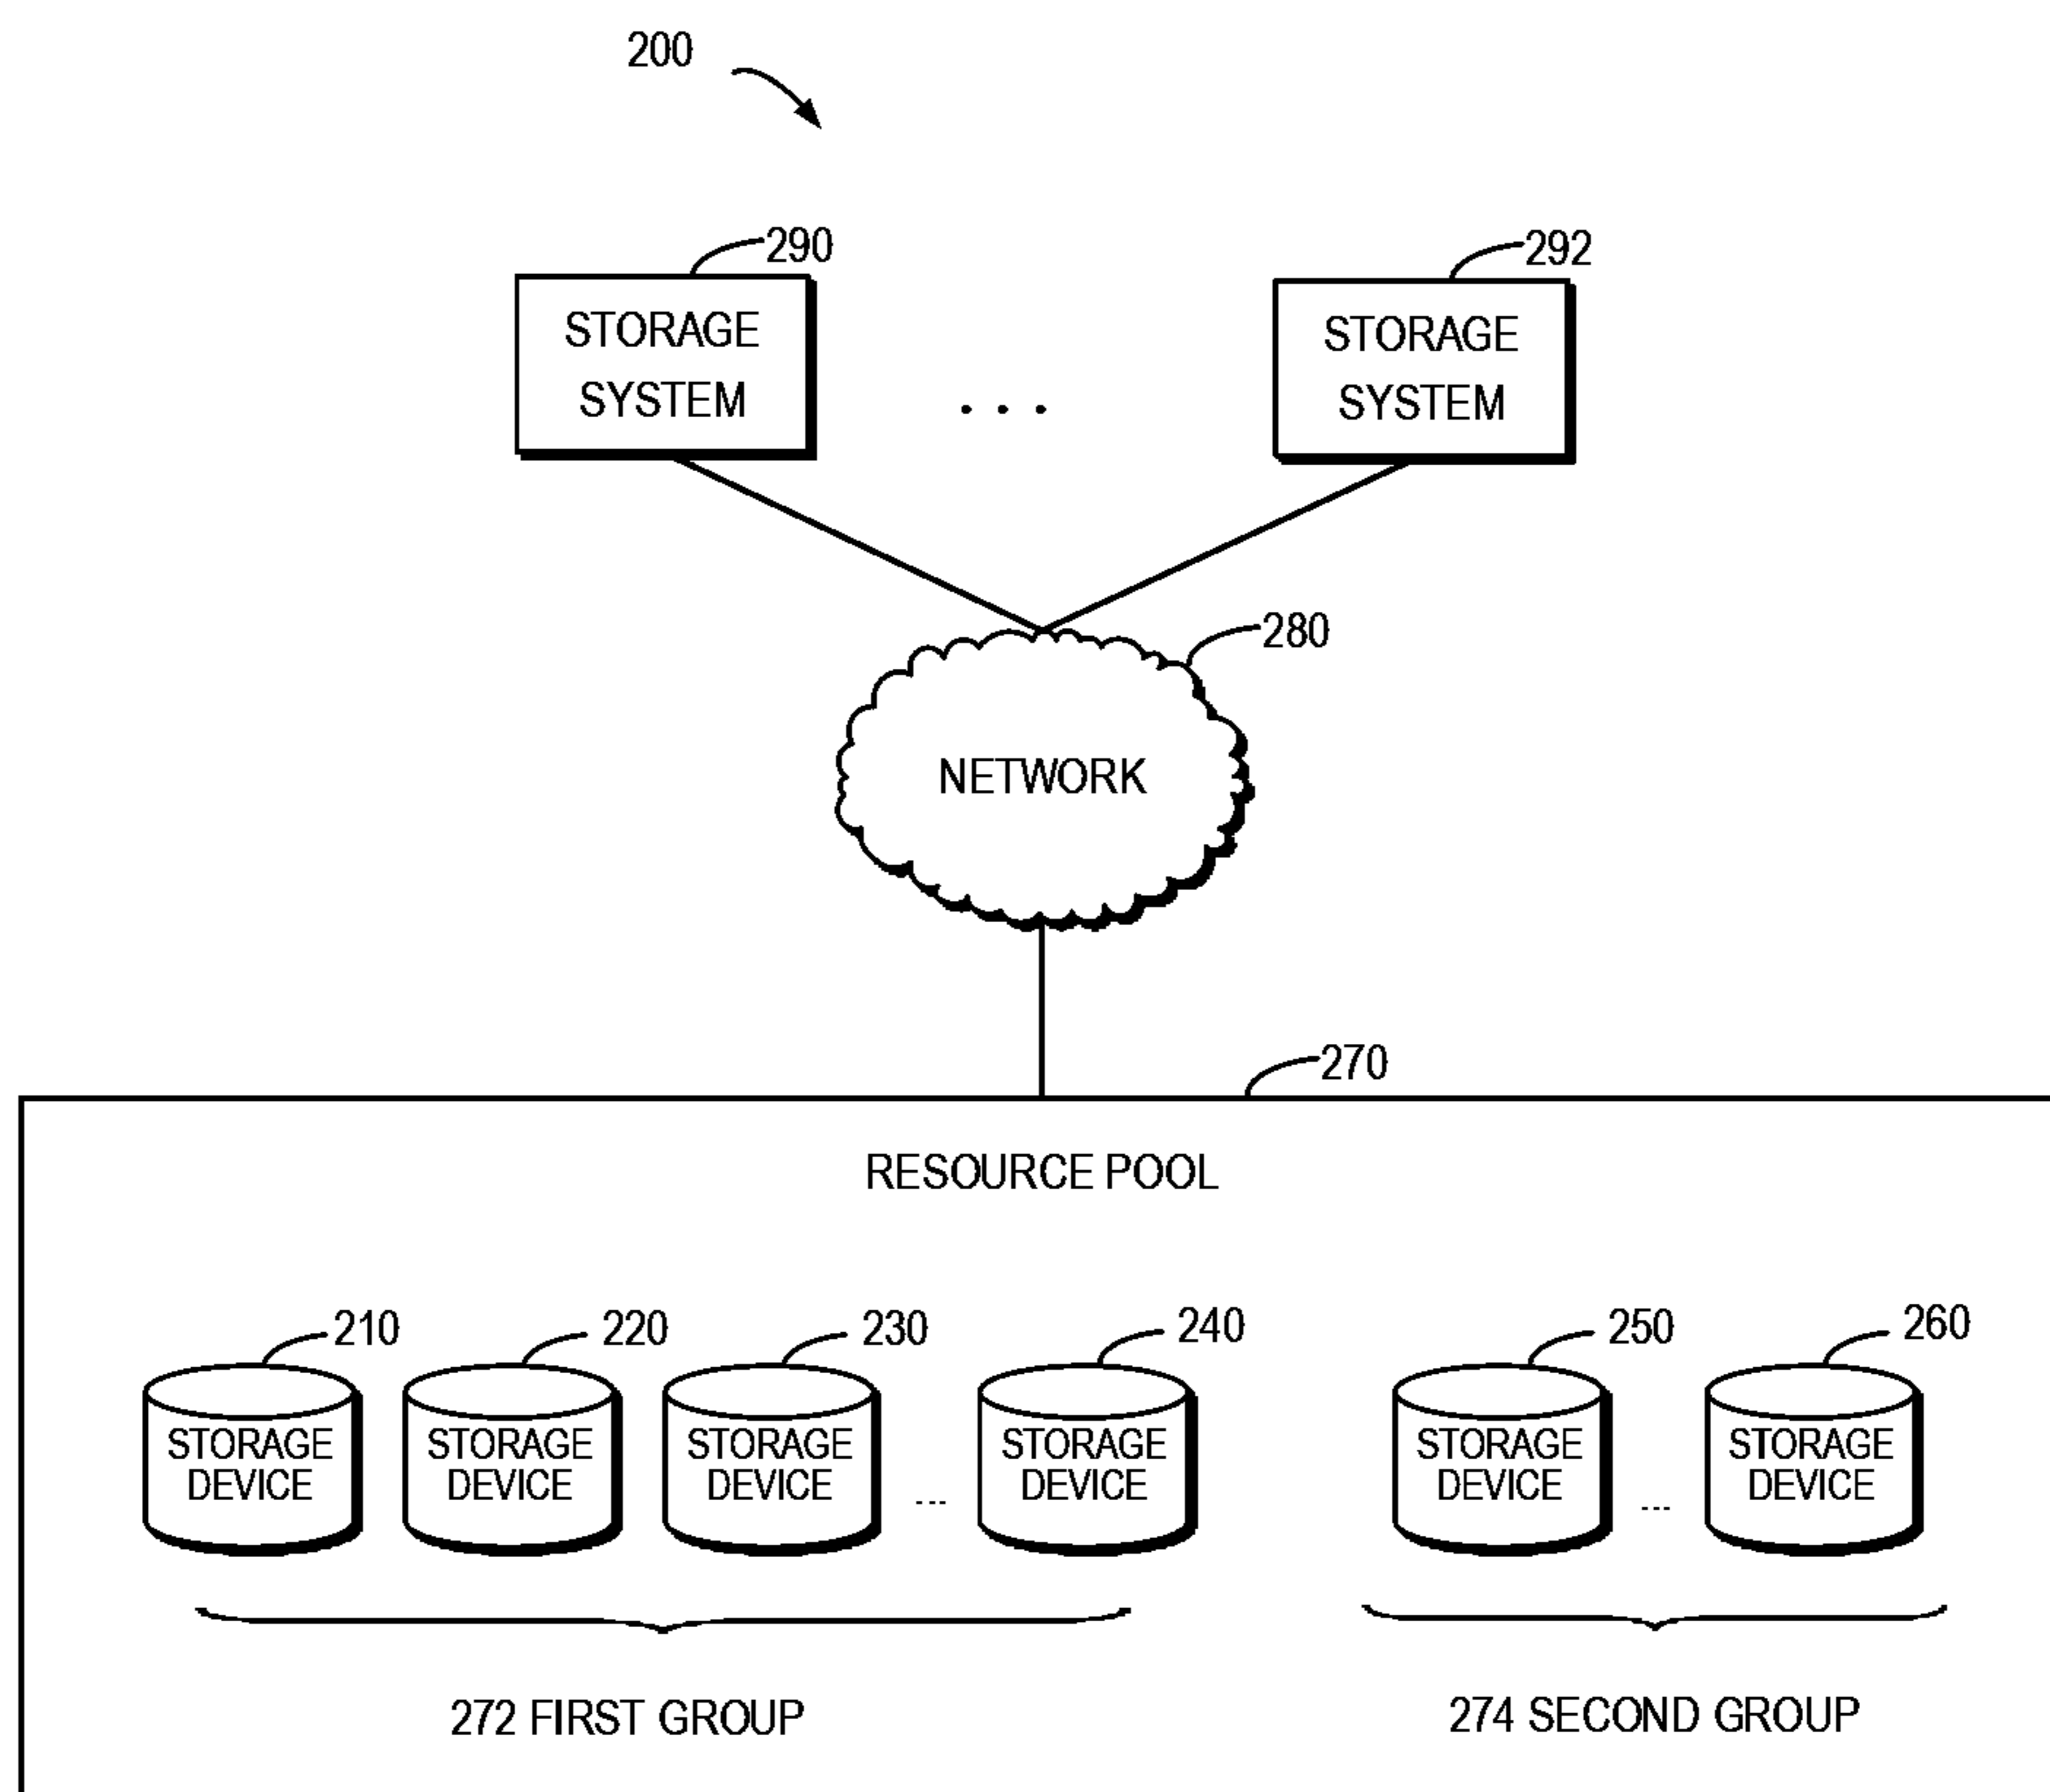 200
290
292
STORAGE
SYSTEM
. . .
STORAGE
SYSTEM
280
NETWORK
270
RESOURCE POOL
210
220
230
240
250
260
STORAGE
DEVICE
STORAGE
DEVICE
STORAGE
DEVICE
...
STORAGE
DEVICE
STORAGE
DEVICE
...
STORAGE
DEVICE
272 FIRST GROUP
274 SECOND GROUP